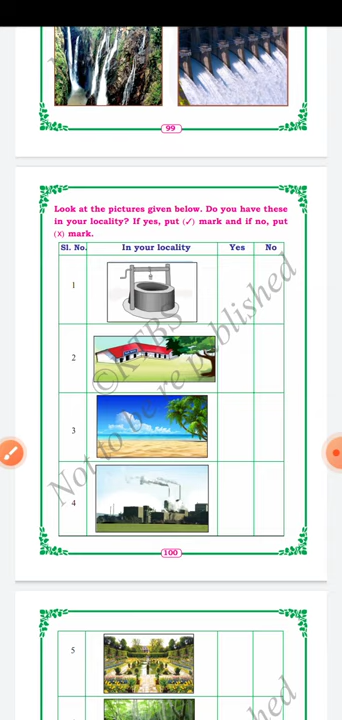 99
Look at the pictures given below. Do you have these
in your locality? If yes, put (✓) mark and if no, put
(X) mark.
Sl. No. In your locality Yes No
1
2
3
4
©KTBS
Not to be re published
100
5
shed